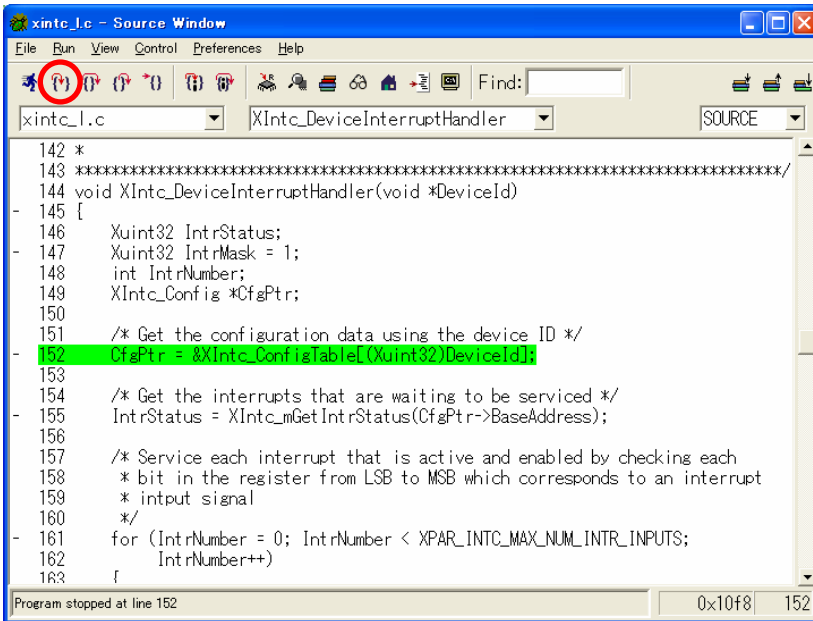 xintc_l.c - Source Window
File Run View Control Preferences Help
Find:
xintc_l.c XIntc_DeviceInterruptHandler SOURCE
142 *
143 *****************************************************************************/
144 void XIntc_DeviceInterruptHandler(void *DeviceId)
- 145 {
146 Xuint32 IntrStatus;
- 147 Xuint32 IntrMask = 1;
148 int IntrNumber;
149 XIntc_Config *CfgPtr;
150
151 /* Get the configuration data using the device ID */
- 152 CfgPtr = &XIntc_ConfigTable[(Xuint32)DeviceId];
153
154 /* Get the interrupts that are waiting to be serviced */
- 155 IntrStatus = XIntc_mGetIntrStatus(CfgPtr->BaseAddress);
156
157 /* Service each interrupt that is active and enabled by checking each
158 * bit in the register from LSB to MSB which corresponds to an interrupt
159 * intput signal
160 */
- 161 for (IntrNumber = 0; IntrNumber < XPAR_INTC_MAX_NUM_INTR_INPUTS;
162 IntrNumber++)
163 {
Program stopped at line 152 0x10f8 152